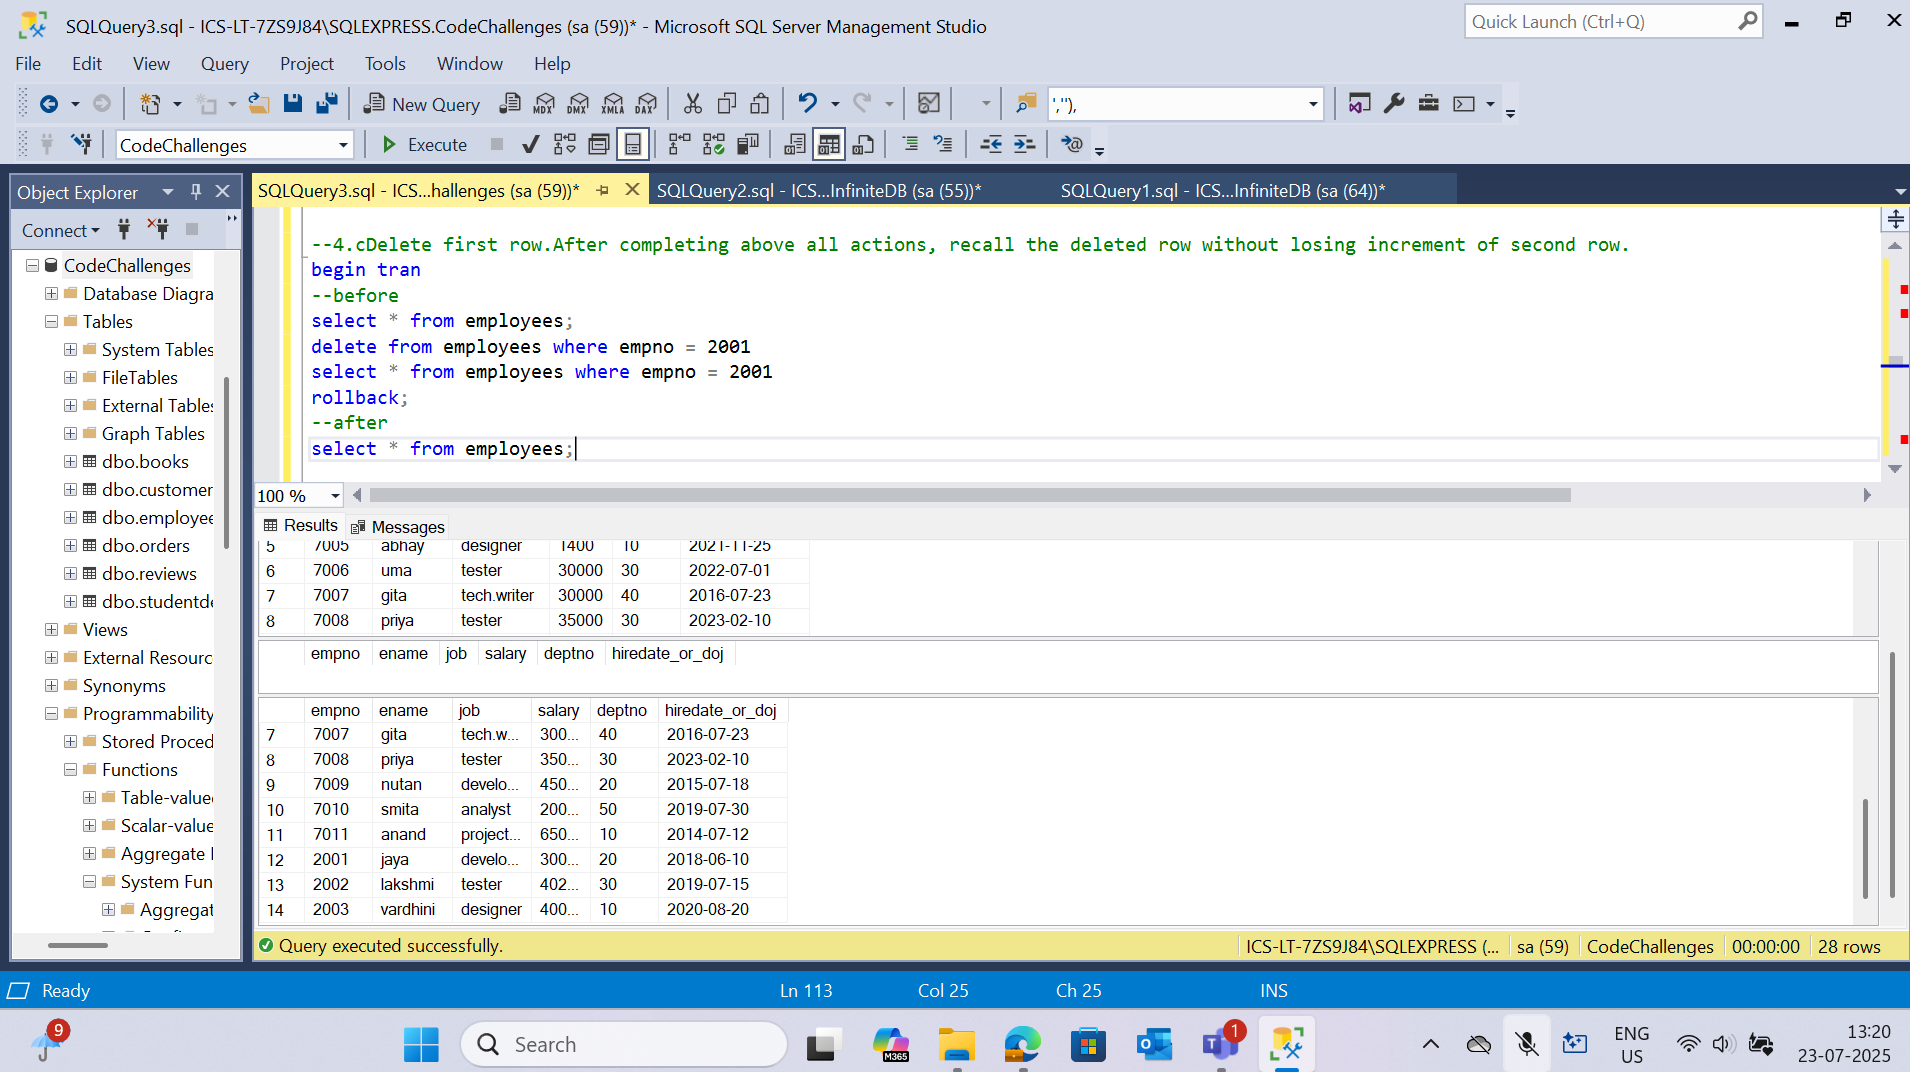 SQLQuery3.sql - ICS-LT-7ZS9J84\SQLEXPRESS.CodeChallenges (sa (59))* - Microsoft SQL Server Management Studio
Quick Launch (Ctrl+Q)
File Edit View Query Project Tools Window Help
New Query MDX DMX XMLA DAX ',''),
CodeChallenges Execute
Object Explorer
Connect
CodeChallenges
Database Diagra
Tables
System Tables
FileTables
External Tables
Graph Tables
dbo.books
dbo.customer
dbo.employee
dbo.orders
dbo.reviews
dbo.studentde
Views
External Resourc
Synonyms
Programmability
Stored Proced
Functions
Table-value
Scalar-value
Aggregate
System Fun
Aggregat
SQLQuery3.sql - ICS...hallenges (sa (59))* SQLQuery2.sql - ICS...InfiniteDB (sa (55))* SQLQuery1.sql - ICS...InfiniteDB (sa (64))*
--4.cDelete first row.After completing above all actions, recall the deleted row without losing increment of second row.
begin tran
--before
select * from employees;
delete from employees where empno = 2001
select * from employees where empno = 2001
rollback;
--after
select * from employees;
100 %
Results Messages
5 7005 abhay designer 1400 10 2021-11-25
6 7006 uma tester 30000 30 2022-07-01
7 7007 gita tech.writer 30000 40 2016-07-23
8 7008 priya tester 35000 30 2023-02-10
empno ename job salary deptno hiredate_or_doj
empno ename job salary deptno hiredate_or_doj
7 7007 gita tech.w... 300... 40 2016-07-23
8 7008 priya tester 350... 30 2023-02-10
9 7009 nutan develo... 450... 20 2015-07-18
10 7010 smita analyst 200... 50 2019-07-30
11 7011 anand project... 650... 10 2014-07-12
12 2001 jaya develo... 300... 20 2018-06-10
13 2002 lakshmi tester 402... 30 2019-07-15
14 2003 vardhini designer 400... 10 2020-08-20
Query executed successfully. ICS-LT-7ZS9J84\SQLEXPRESS (... sa (59) CodeChallenges 00:00:00 28 rows
Ready Ln 113 Col 25 Ch 25 INS
9 Search M365 1 ENG
US 13:20
23-07-2025